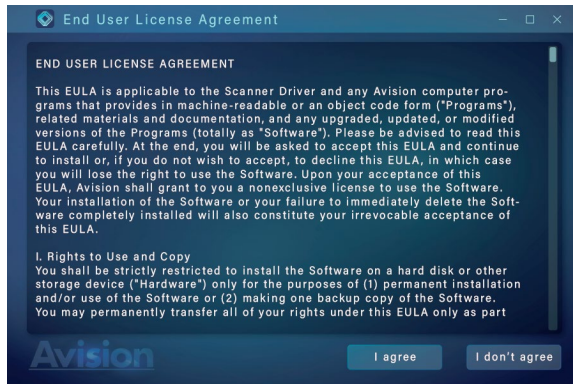 End User License Agreement
END USER LICENSE AGREEMENT
This EULA is applicable to the Scanner Driver and any Avision computer pro-
grams that provides in machine-readable or an object code form ("Programs"),
related materials and documentation, and any upgraded, updated, or modified
versions of the Programs (totally as "Software"). Please be advised to read this
EULA carefully. At the end, you will be asked to accept this EULA and continue
to install or, if you do not wish to accept, to decline this EULA, in which case
you will lose the right to use the Software. Upon your acceptance of this
EULA, Avision shall grant to you a nonexclusive license to use the Software.
Your installation of the Software or your failure to immediately delete the Soft-
ware completely installed will also constitute your irrevocable acceptance of
this EULA.
I. Rights to Use and Copy
You shall be strictly restricted to install the Software on a hard disk or other
storage device ("Hardware") only for the purposes of (1) permanent installation
and/or use of the Software or (2) making one backup copy of the Software.
You may permanently transfer all of your rights under this EULA only as part
Avision
I agree
I don't agree